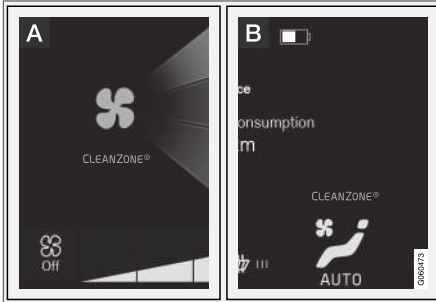 A
CLEANZONE®
Off
B
ce
onsumption
m
CLEANZONE®
AUTO
G060473